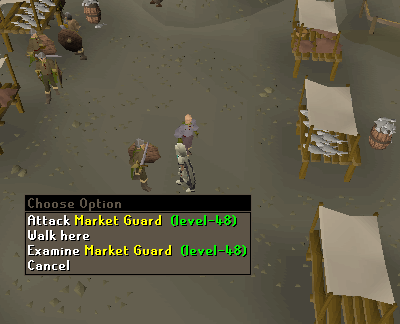 Choose Option
Attack Market Guard (level-48)
Walk here
Examine Market Guard (level-48)
Cancel